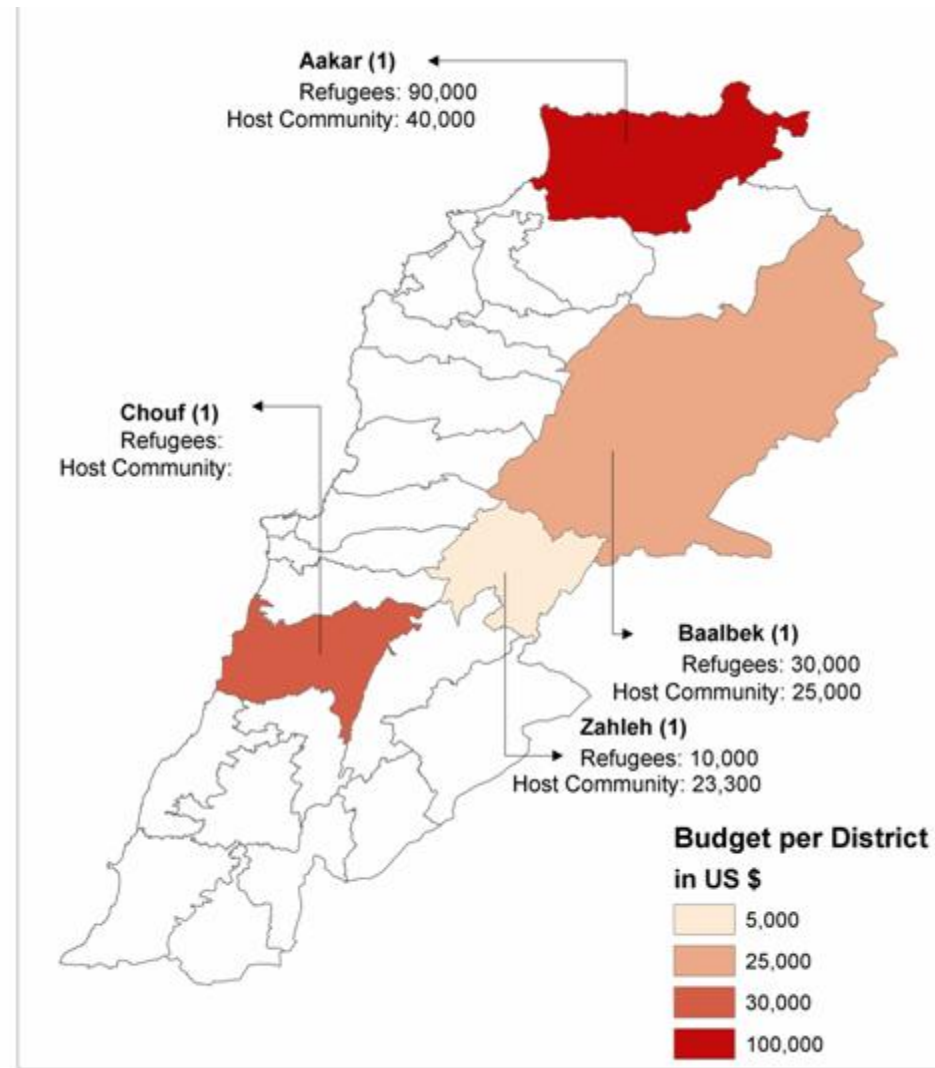 Aakar (1)
Refugees: 90,000
Host Community: 40,000
Chouf (1)
Refugees:
Host Community:
Baalbek (1)
Refugees: 30,000
Host Community: 25,000
Zahleh (1)
Refugees: 10,000
Host Community: 23,300
Budget per District
in US $
5,000
25,000
30,000
100,000